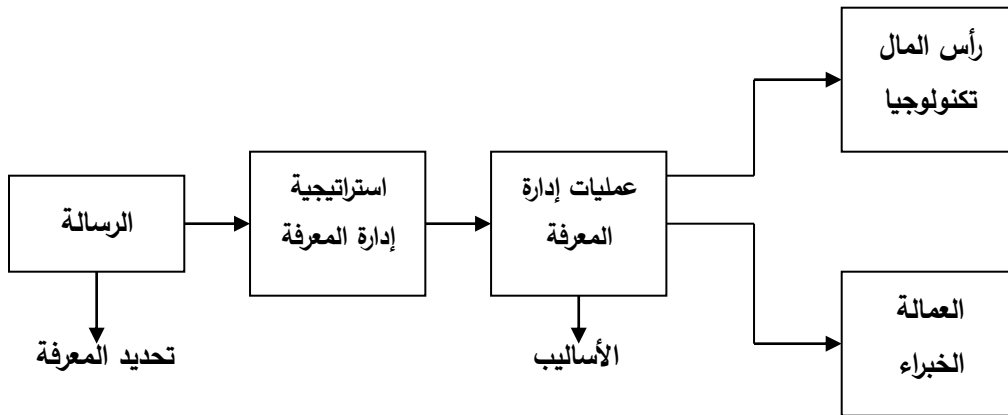 رأس المال
تكنولوجيا
الرسالة
استراتيجية
إدارة المعرفة
عمليات إدارة
المعرفة
العمالة
الخبراء
تحديد المعرفة
الأساليب